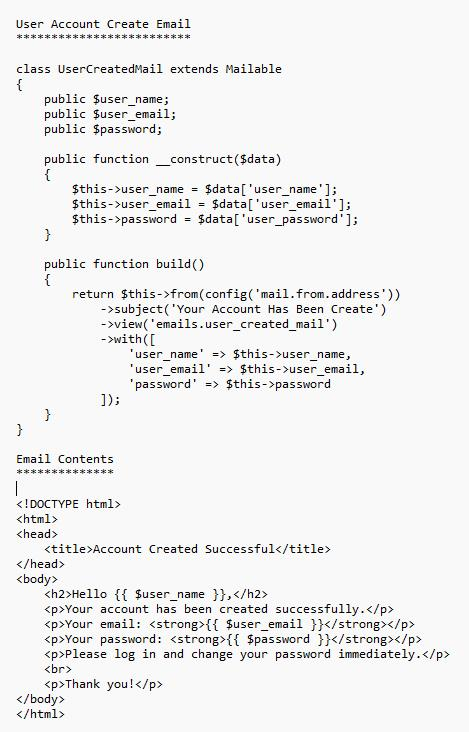 User Account Create Email
*************************
class UserCreatedMail extends Mailable
{
    public $user_name;
    public $user_email;
    public $password;
    public function __construct($data)
    {
        $this->user_name = $data['user_name'];
        $this->user_email = $data['user_email'];
        $this->password = $data['user_password'];
    }
    public function build()
    {
        return $this->from(config('mail.from.address'))
            ->subject('Your Account Has Been Create')
            ->view('emails.user_created_mail')
            ->with([
                'user_name' => $this->user_name,
                'user_email' => $this->user_email,
                'password' => $this->password
            ]);
    }
}
Email Contents
**************
<!DOCTYPE html>
<html>
<head>
    <title>Account Created Successful</title>
</head>
<body>
    <h2>Hello {{ $user_name }},</h2>
    <p>Your account has been created successfully.</p>
    <p>Your email: <strong>{{ $user_email }}</strong></p>
    <p>Your password: <strong>{{ $password }}</strong></p>
    <p>Please log in and change your password immediately.</p>
    <br>
    <p>Thank you!</p>
</body>
</html>